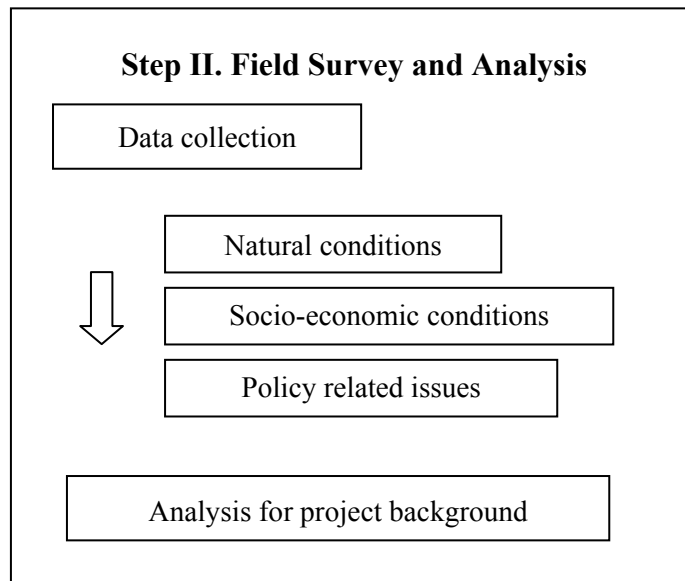 Step II. Field Survey and Analysis
Data collection
Natural conditions
Socio-economic conditions
Policy related issues
Analysis for project background